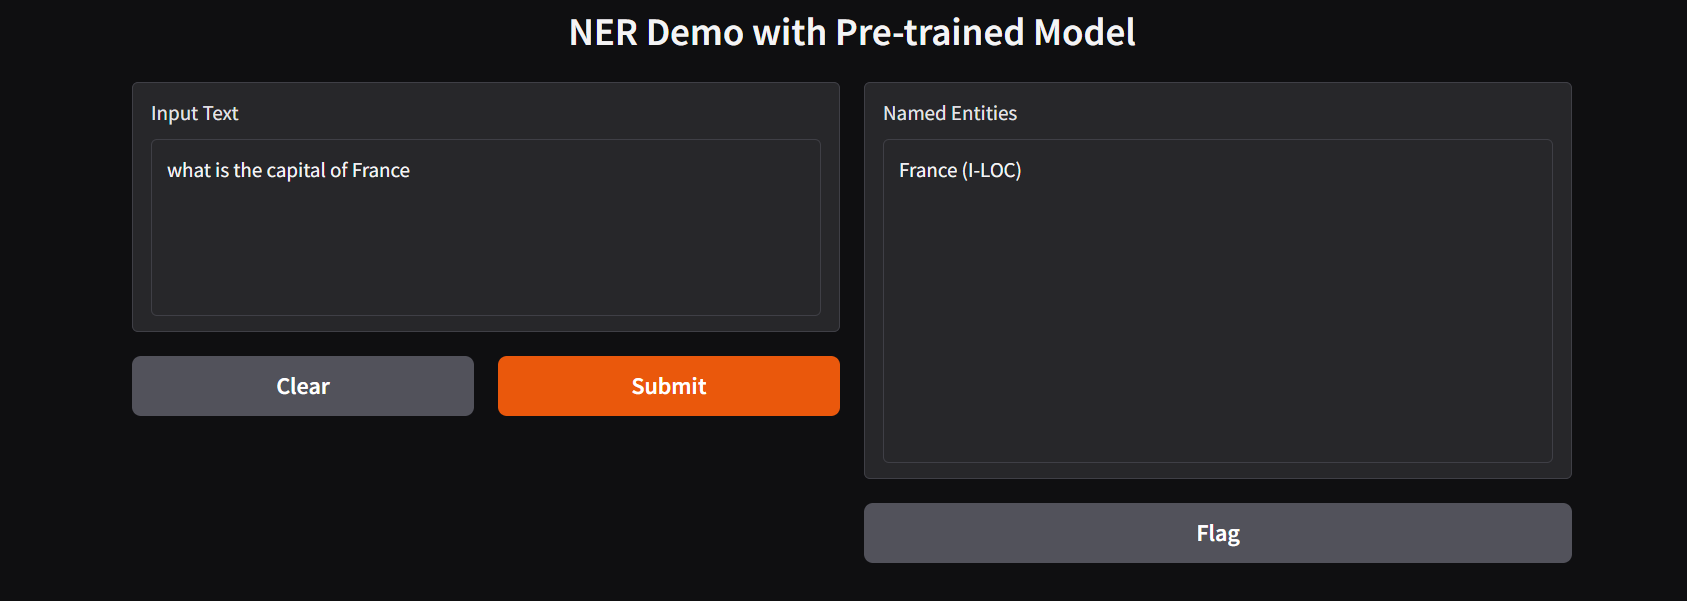 NER Demo with Pre-trained Model
Input Text
what is the capital of France
Clear
Submit
Named Entities
France (I-LOC)
Flag